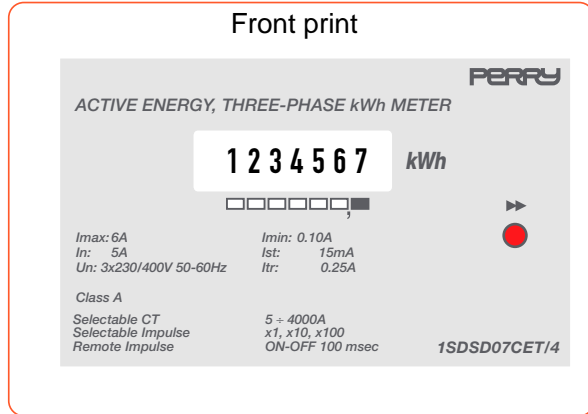 Front print
PERRY
ACTIVE ENERGY, THREE-PHASE kWh METER
1234567 kWh
,
▶▶
Imax: 6A Imin: 0.10A
In: 5A Ist: 15mA
Un: 3x230/400V 50-60Hz Itr: 0.25A
Class A
Selectable CT 5 ÷ 4000A
Selectable Impulse x1, x10, x100
Remote Impulse ON-OFF 100 msec 1SDSD07CET/4